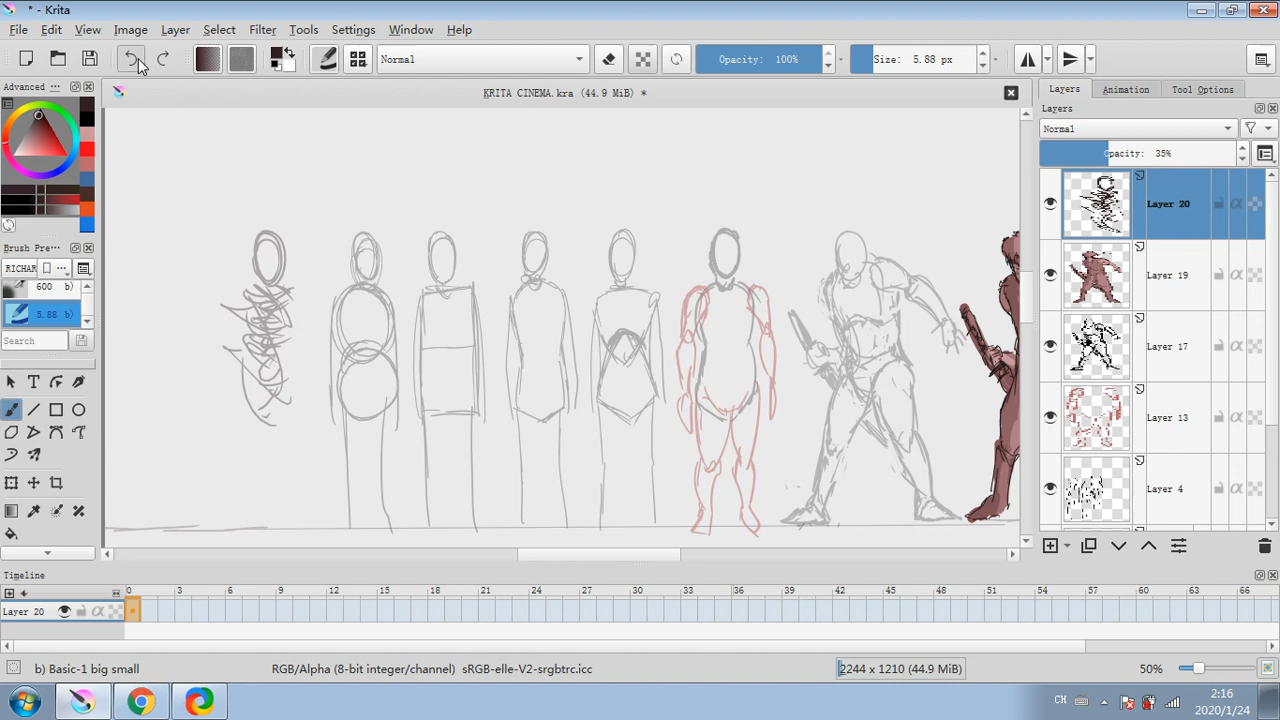 * - Krita
File Edit View Image Layer Select Filter Tools Settings Window Help
Normal Opacity: 100% Size: 5.88 px
Advanced ...
KRITA CINEMA.kra (44.9 MiB) *
Layers Animation Tool Options
Layers
Normal
Opacity: 35%
Layer 20
Brush Pre...
RICHAR ...
600 b)
Layer 19
5.88 b)
Search
Layer 17
Layer 13
Layer 4
Timeline
0 3 6 9 12 15 18 21 24 27 30 33 36 39 42 45 48 51 54 57 60 63 66
Layer 20
b) Basic-1 big small RGB/Alpha (8-bit integer/channel) sRGB-elle-V2-srgbtrc.icc 2244 x 1210 (44.9 MiB) 50%
CH 2:16
2020/1/24